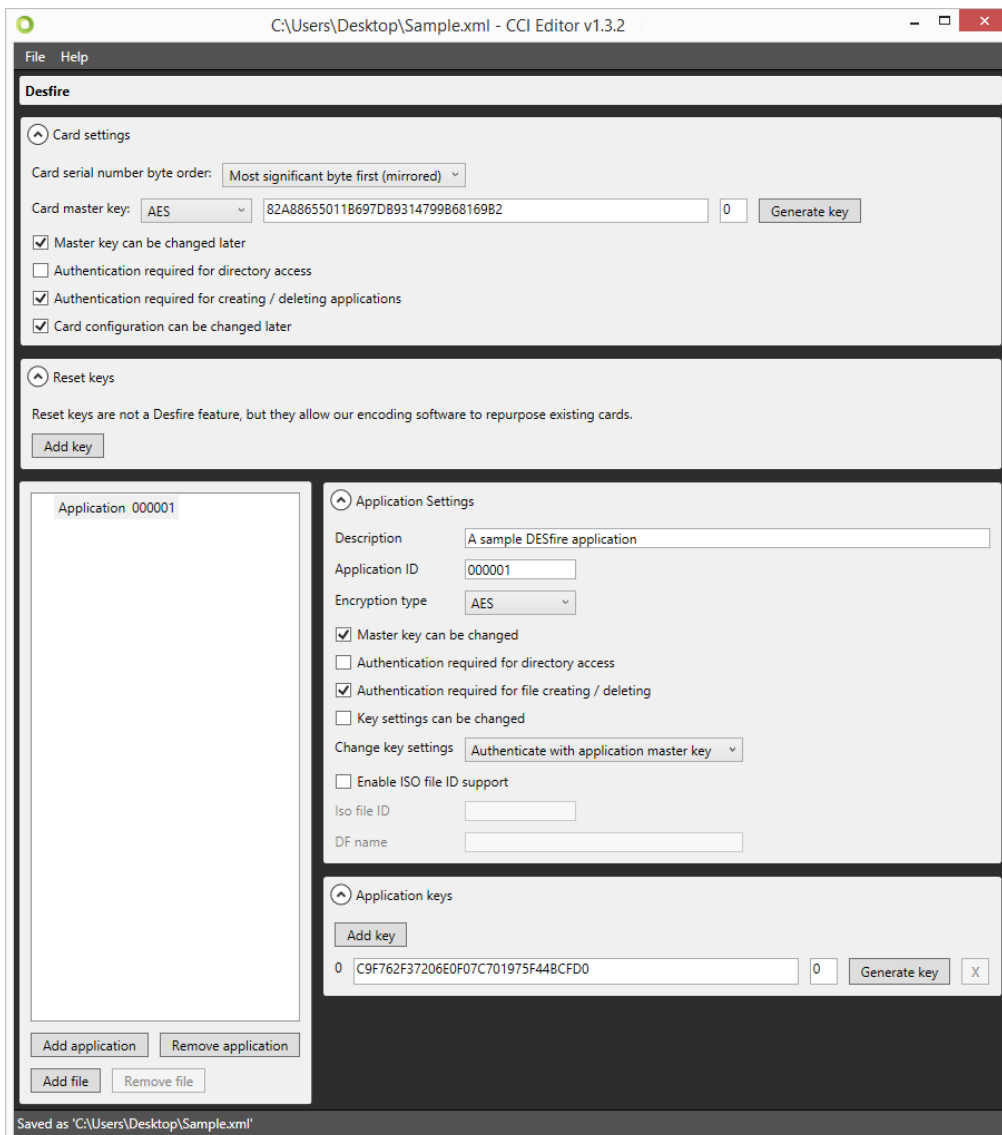 C:\Users\Desktop\Sample.xml - CCI Editor v1.3.2
File Help
Desfire
Card settings
Card serial number byte order: Most significant byte first (mirrored)
Card master key: AES 82A88655011B697DB9314799B68169B2 0 Generate key
Master key can be changed later
Authentication required for directory access
Authentication required for creating / deleting applications
Card configuration can be changed later
Reset keys
Reset keys are not a Desfire feature, but they allow our encoding software to repurpose existing cards.
Add key
Application 000001
Application Settings
Description A sample DESfire application
Application ID 000001
Encryption type AES
Master key can be changed
Authentication required for directory access
Authentication required for file creating / deleting
Key settings can be changed
Change key settings Authenticate with application master key
Enable ISO file ID support
Iso file ID
DF name
Application keys
Add key
0 C9F762F37206E0F07C701975F44BCFD0 0 Generate key X
Add application Remove application
Add file Remove file
Saved as 'C:\Users\Desktop\Sample.xml'